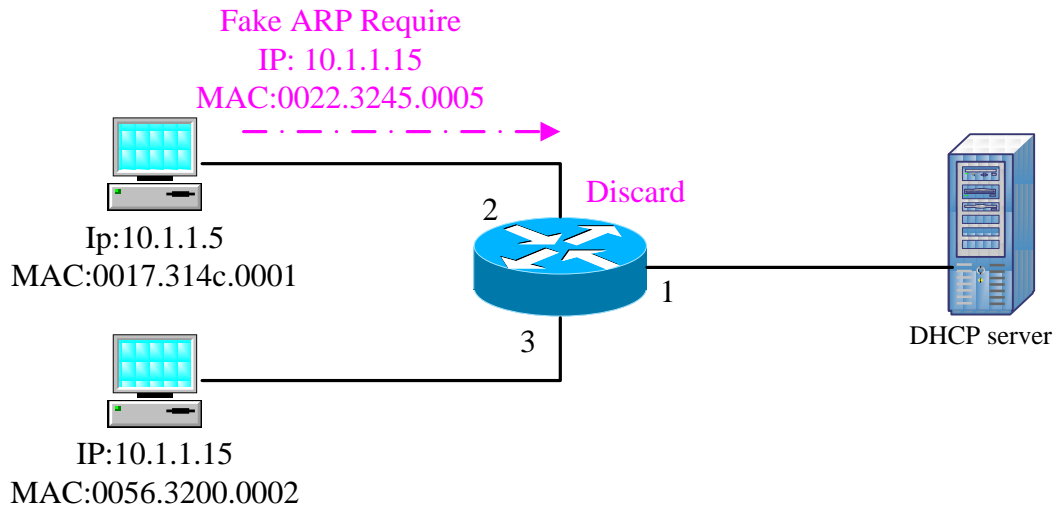 Fake ARP Require
IP: 10.1.1.15
MAC:0022.3245.0005
Discard
2
Ip:10.1.1.5
MAC:0017.314c.0001
1
3
DHCP server
IP:10.1.1.15
MAC:0056.3200.0002